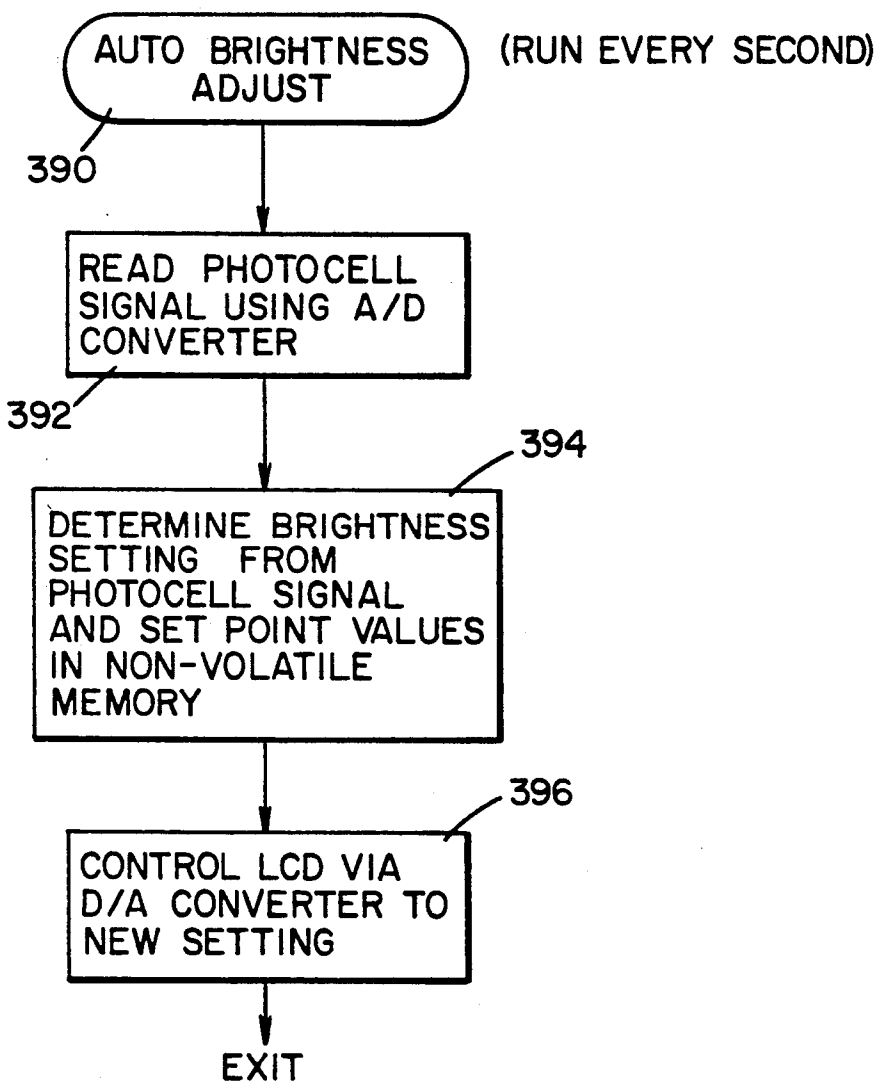 AUTO BRIGHTNESS
ADJUST
(RUN EVERY SECOND)
390
READ PHOTOCELL
SIGNAL USING A/D
CONVERTER
392
394
DETERMINE BRIGHTNESS
SETTING FROM
PHOTOCELL SIGNAL
AND SET POINT VALUES
IN NON-VOLATILE
MEMORY
396
CONTROL LCD VIA
D/A CONVERTER TO
NEW SETTING
EXIT